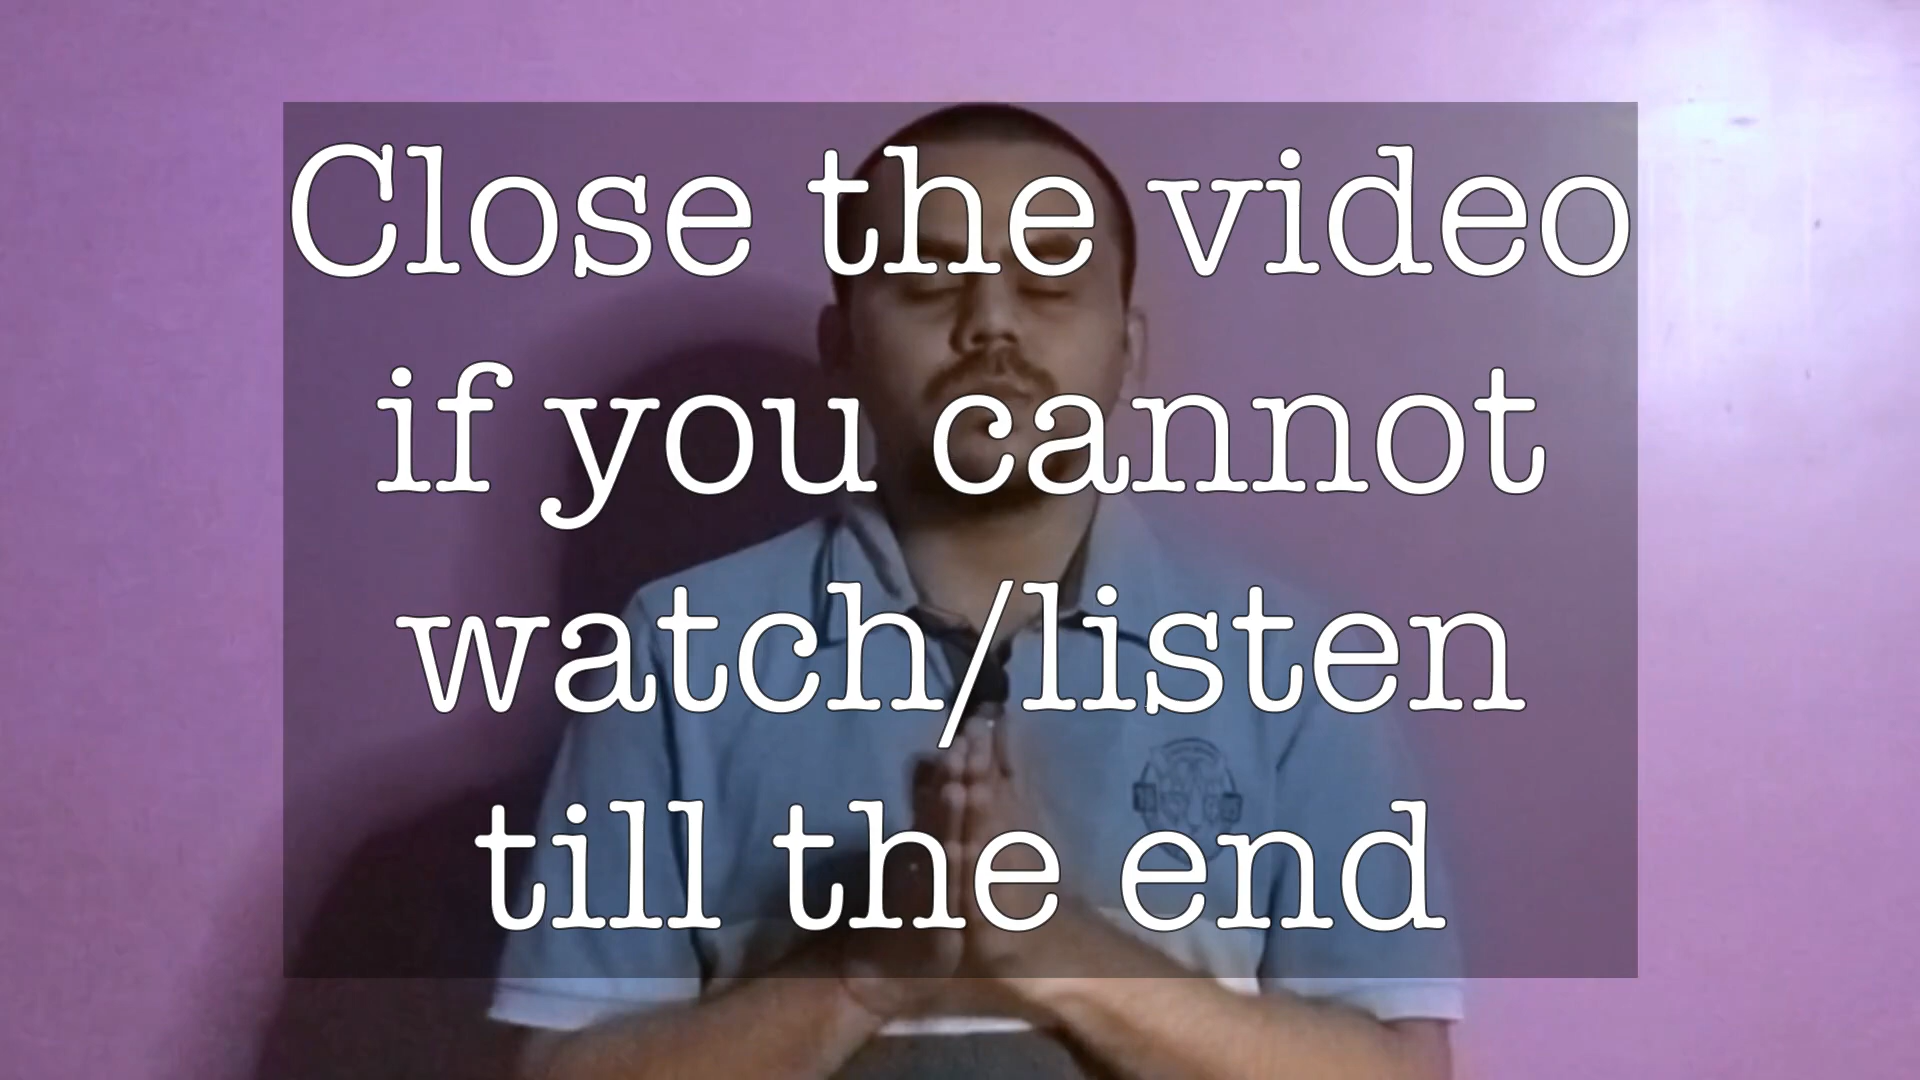 Close the video
if you cannot
watch/listen
till the end